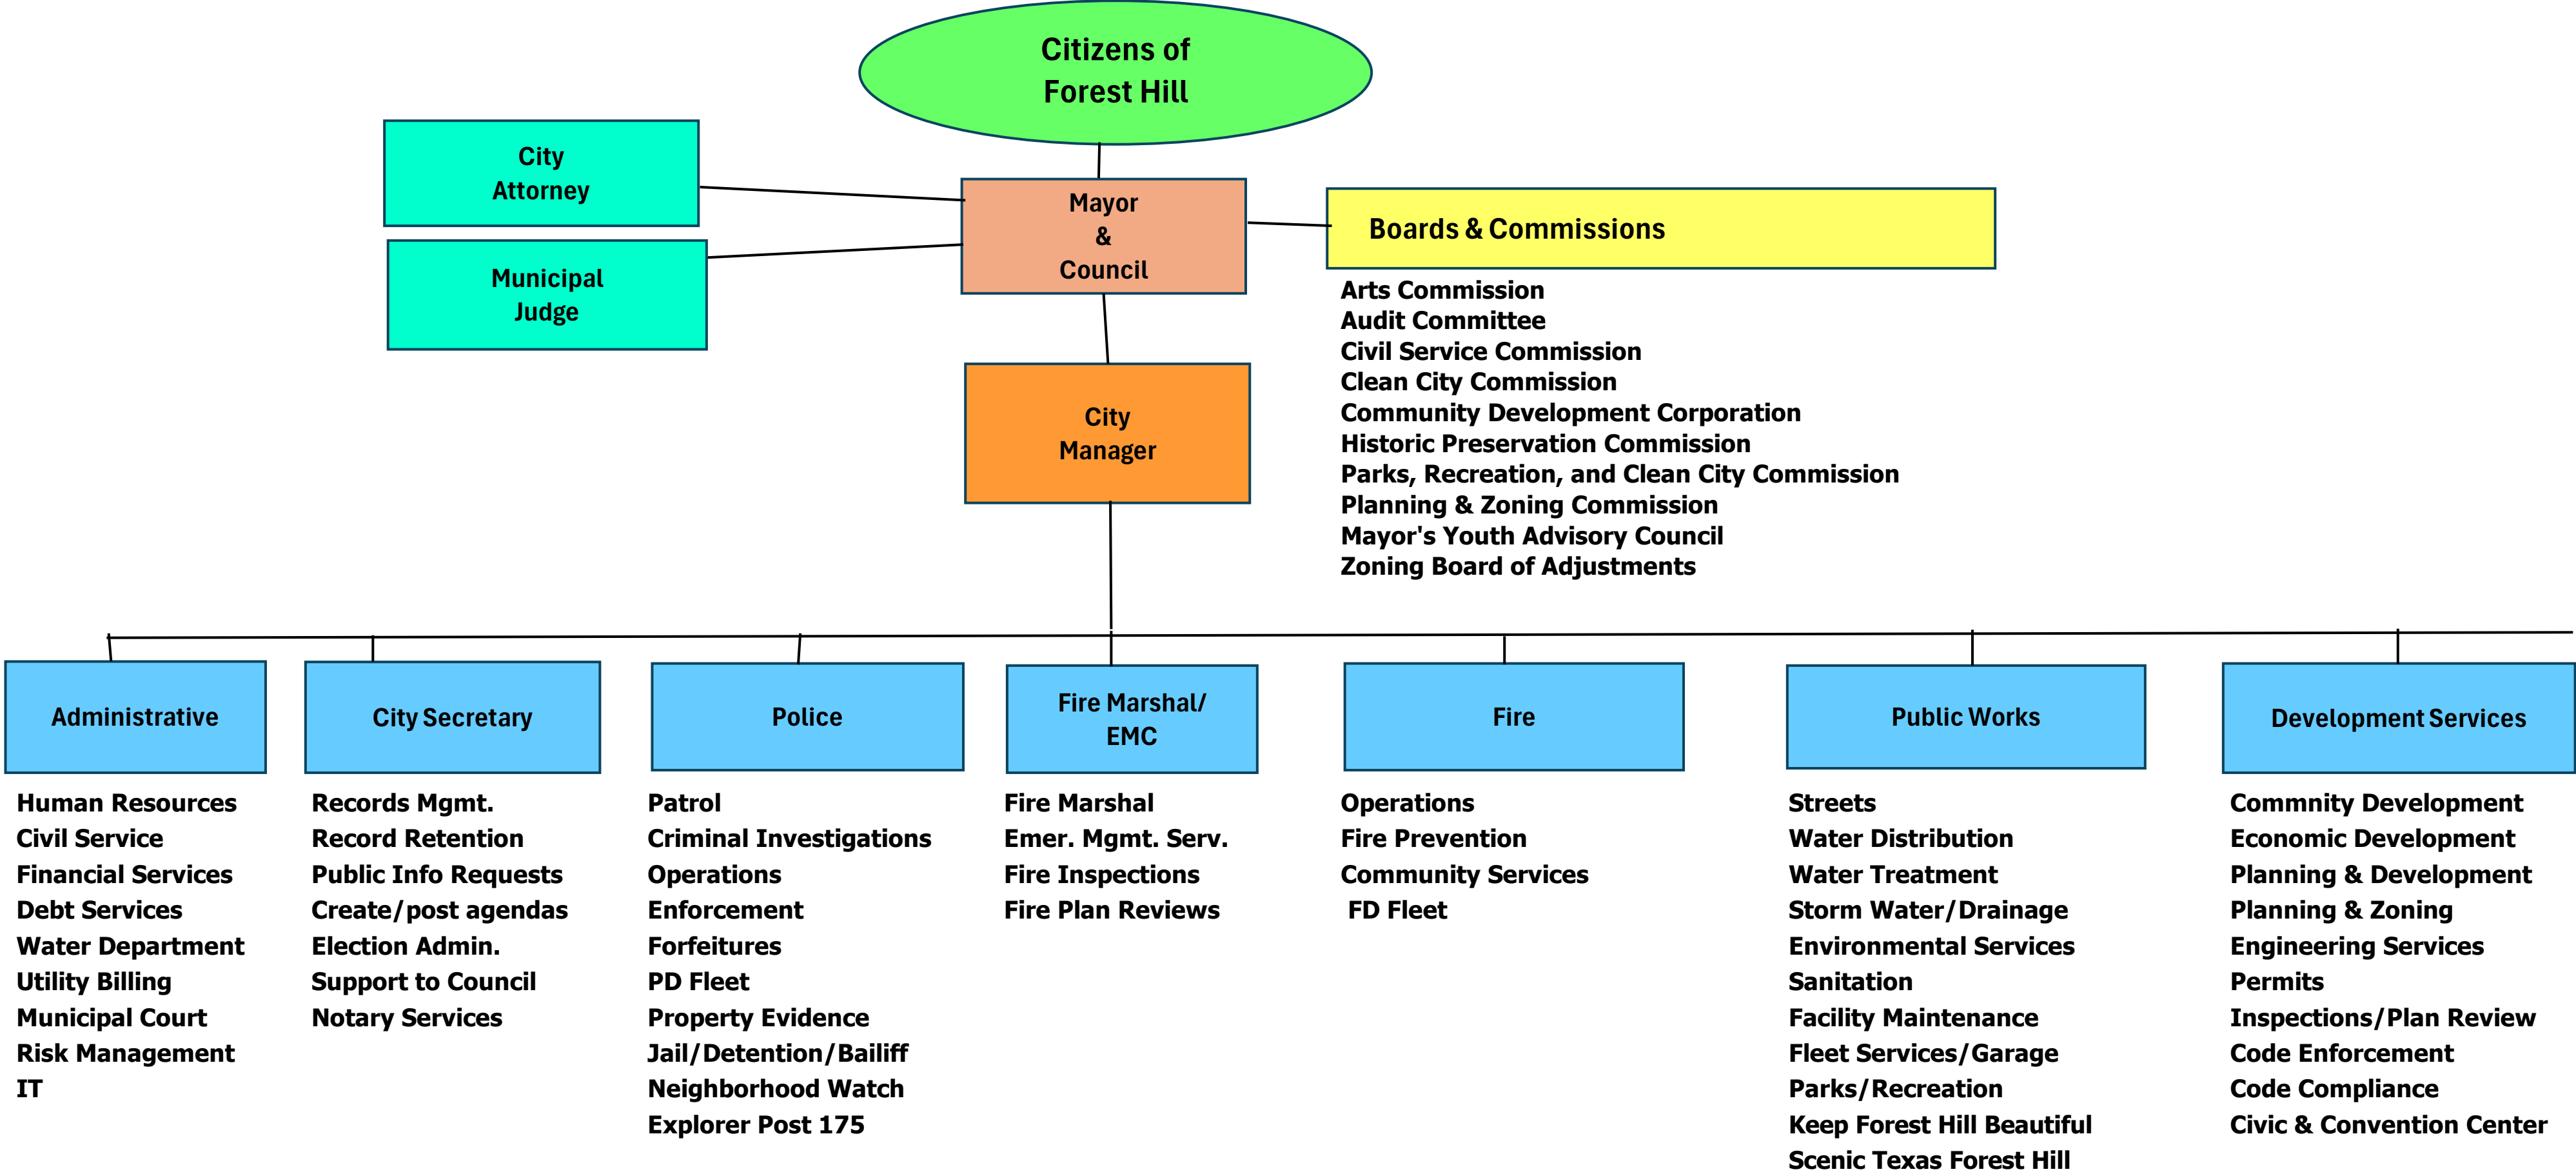 Citizens of
Forest Hill
City
Attorney
Municipal
Judge
Mayor
&
Council
Boards & Commissions
Arts Commission
Audit Committee
Civil Service Commission
Clean City Commission
Community Development Corporation
Historic Preservation Commission
Parks, Recreation, and Clean City Commission
Planning & Zoning Commission
Mayor's Youth Advisory Council
Zoning Board of Adjustments
City
Manager
Administrative
Human Resources
Civil Service
Financial Services
Debt Services
Water Department
Utility Billing
Municipal Court
Risk Management
IT
City Secretary
Records Mgmt.
Record Retention
Public Info Requests
Create/post agendas
Election Admin.
Support to Council
Notary Services
Police
Patrol
Criminal Investigations
Operations
Enforcement
Forfeitures
PD Fleet
Property Evidence
Jail/Detention/Bailiff
Neighborhood Watch
Explorer Post 175
Fire Marshal/
EMC
Fire Marshal
Emer. Mgmt. Serv.
Fire Inspections
Fire Plan Reviews
Fire
Operations
Fire Prevention
Community Services
FD Fleet
Public Works
Streets
Water Distribution
Water Treatment
Storm Water/Drainage
Environmental Services
Sanitation
Facility Maintenance
Fleet Services/Garage
Parks/Recreation
Keep Forest Hill Beautiful
Scenic Texas Forest Hill
Development Services
Commnity Development
Economic Development
Planning & Development
Planning & Zoning
Engineering Services
Permits
Inspections/Plan Review
Code Enforcement
Code Compliance
Civic & Convention Center